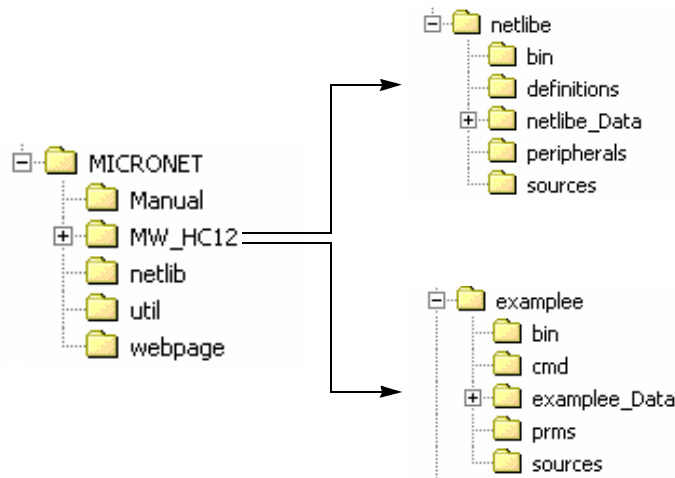 MICRONET
Manual
MW_HC12
netlib
util
webpage
netlibe
bin
definitions
netlibe_Data
peripherals
sources
examplee
bin
cmd
examplee_Data
prms
sources